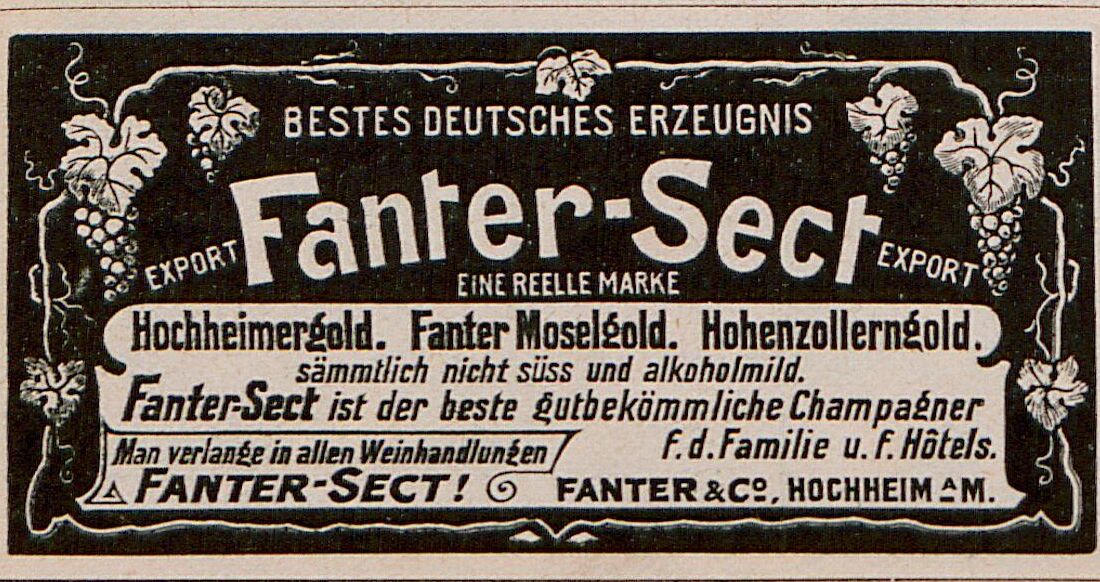 BESTES DEUTSCHES ERZEUGNIS
Fanter-Sect
EXPORT
EXPORT
EINE REELLE MARKE
Hochheimergold. Fanter Moselgold. Hohenzollerngold.
sämmtlich nicht süss und alkoholmild.
Fanter-Sect ist der beste gutbekömmliche Champagner
f. d. Familie u. f. Hôtels.
Man verlange in allen Weinhandlungen
FANTER-SECT!
FANTER & Co., HOCHHEIM A M.